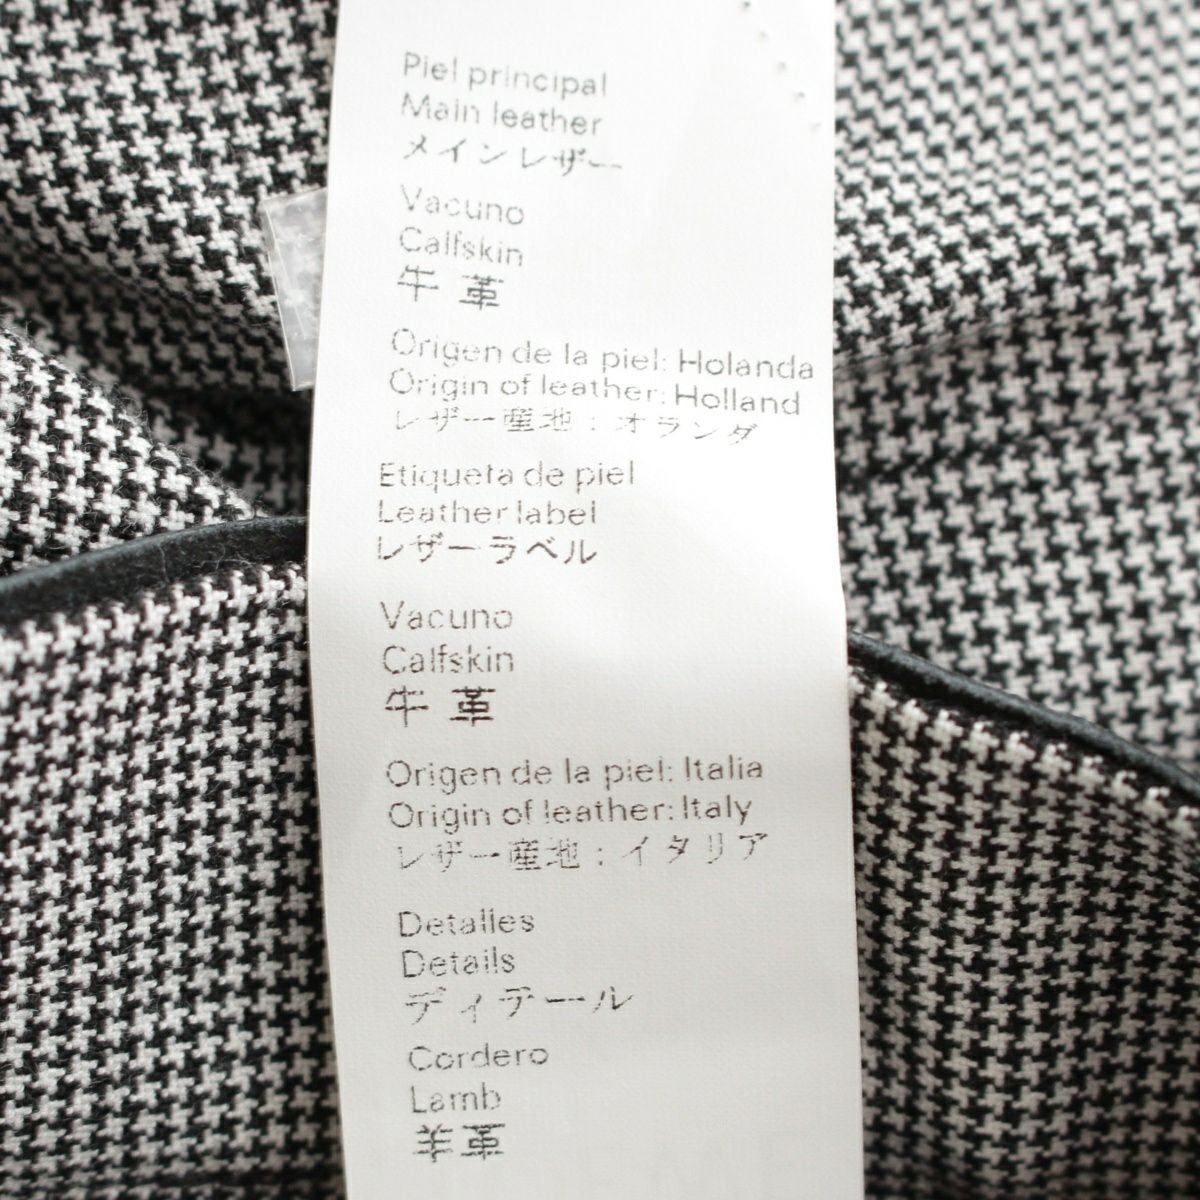 Piel principal
Main leather
メインレザー
Vacuno
Calfskin
牛革
Origen de la piel: Holanda
Origin of leather: Holland
レザー産地：オランダ
Etiqueta de piel
Leather label
レザーラベル
Vacuno
Calfskin
牛革
Origen de la piel: Italia
Origin of leather: Italy
レザー産地：イタリア
Detalles
Details
ディテール
Cordero
Lamb
羊革